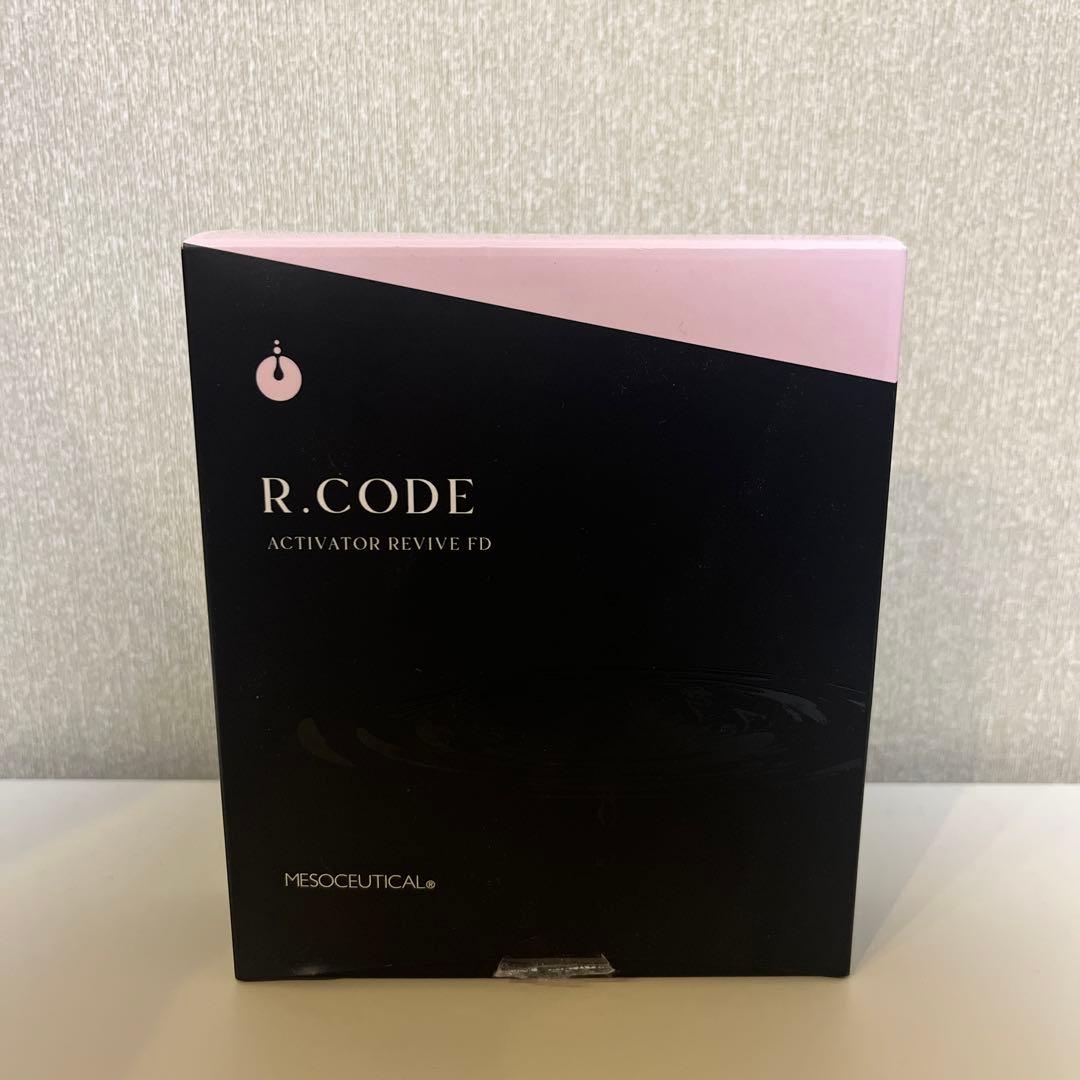 R.CODE
ACTIVATOR REVIVE FD
MESOCEUTICAL®